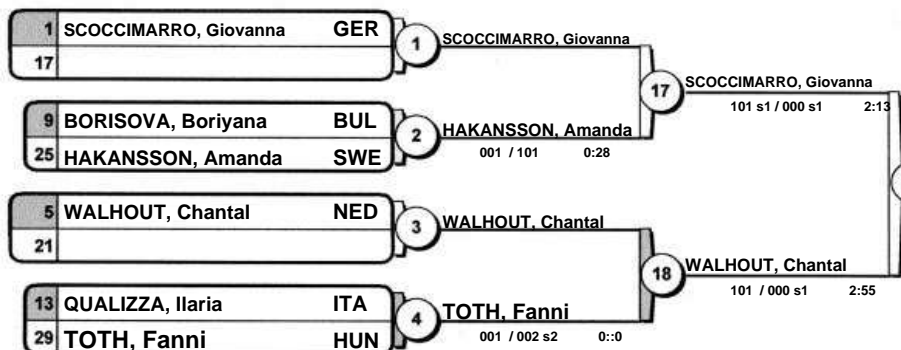 1 SCOCCIMARRO, Giovanna GER
17
1
SCOCCIMARRO, Giovanna
9 BORISOVA, Boriyana BUL
25 HAKANSSON, Amanda SWE
2
HAKANSSON, Amanda
001 / 101 0:28
17
SCOCCIMARRO, Giovanna
101 s1 / 000 s1 2:13
5 WALHOUT, Chantal NED
21
3
WALHOUT, Chantal
13 QUALIZZA, Ilaria ITA
29 TOTH, Fanni HUN
4
TOTH, Fanni
001 / 002 s2 0::0
18
WALHOUT, Chantal
101 / 000 s1 2:55